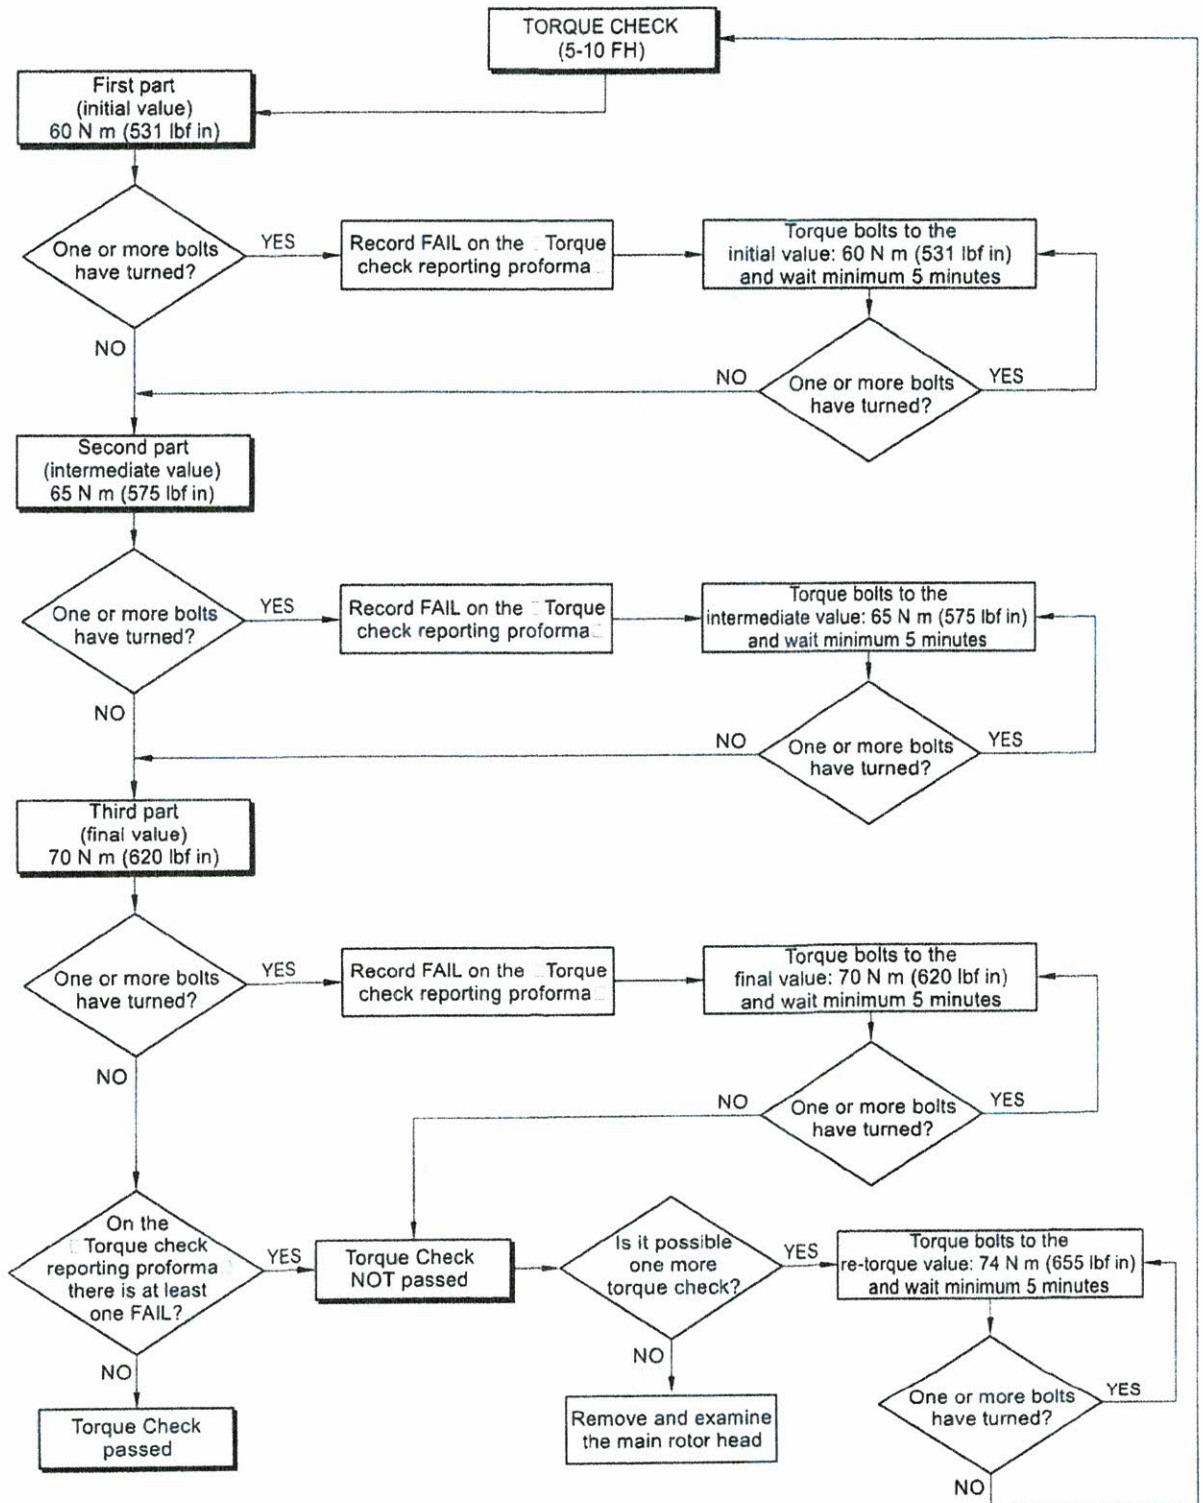 TORQUE CHECK
(5-10 FH)
First part
(initial value)
60 N m (531 lbf in)
One or more bolts
have turned?
YES
Record FAIL on the Torque
check reporting proforma
Torque bolts to the
initial value: 60 N m (531 lbf in)
and wait minimum 5 minutes
NO
NO
One or more bolts
have turned?
YES
Second part
(intermediate value)
65 N m (575 lbf in)
One or more bolts
have turned?
YES
Record FAIL on the Torque
check reporting proforma
Torque bolts to the
intermediate value: 65 N m (575 lbf in)
and wait minimum 5 minutes
NO
NO
One or more bolts
have turned?
YES
Third part
(final value)
70 N m (620 lbf in)
One or more bolts
have turned?
YES
Record FAIL on the Torque
check reporting proforma
Torque bolts to the
final value: 70 N m (620 lbf in)
and wait minimum 5 minutes
NO
NO
One or more bolts
have turned?
YES
On the
Torque check
reporting proforma
there is at least
one FAIL?
YES
Torque Check
NOT passed
Is it possible
one more
torque check?
YES
Torque bolts to the
re-torque value: 74 N m (655 lbf in)
and wait minimum 5 minutes
NO
Torque Check
passed
NO
Remove and examine
the main rotor head
One or more bolts
have turned?
YES
NO